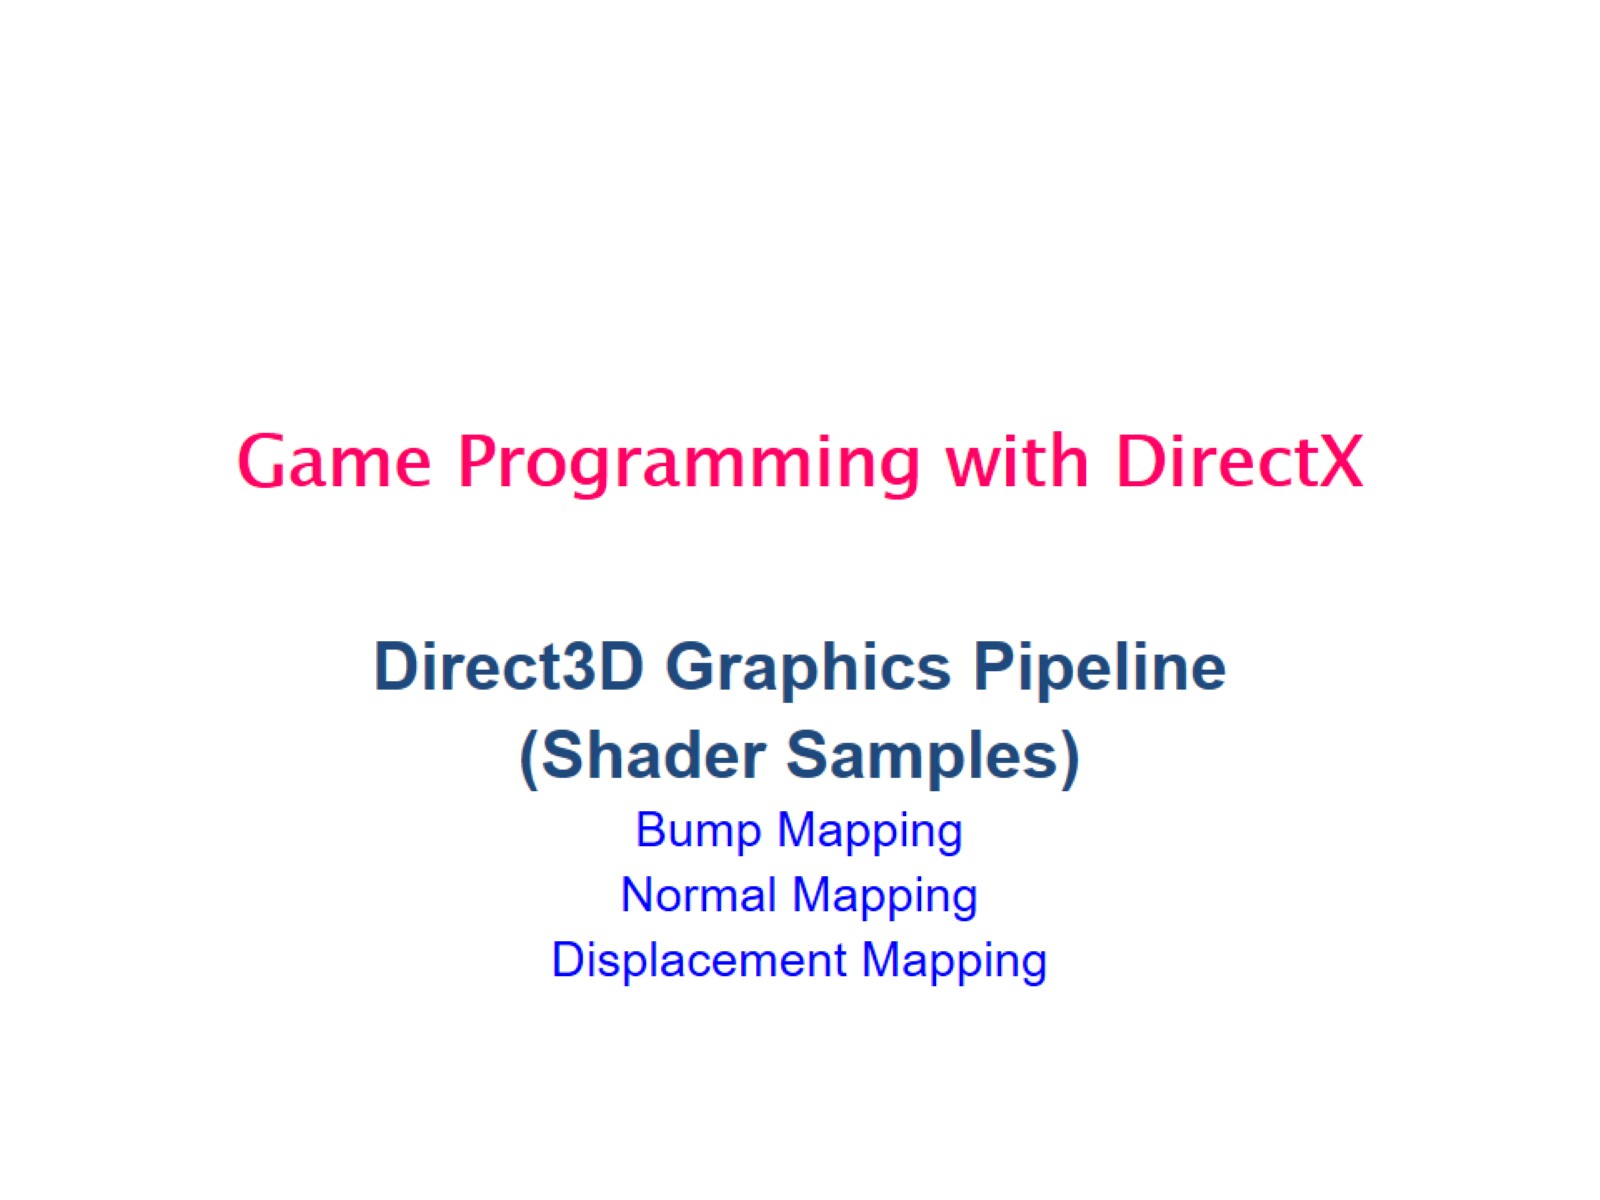 Game Programming with DirectX
Direct3D Graphics Pipeline
(Shader Samples)
Bump Mapping
Normal Mapping
Displacement Mapping